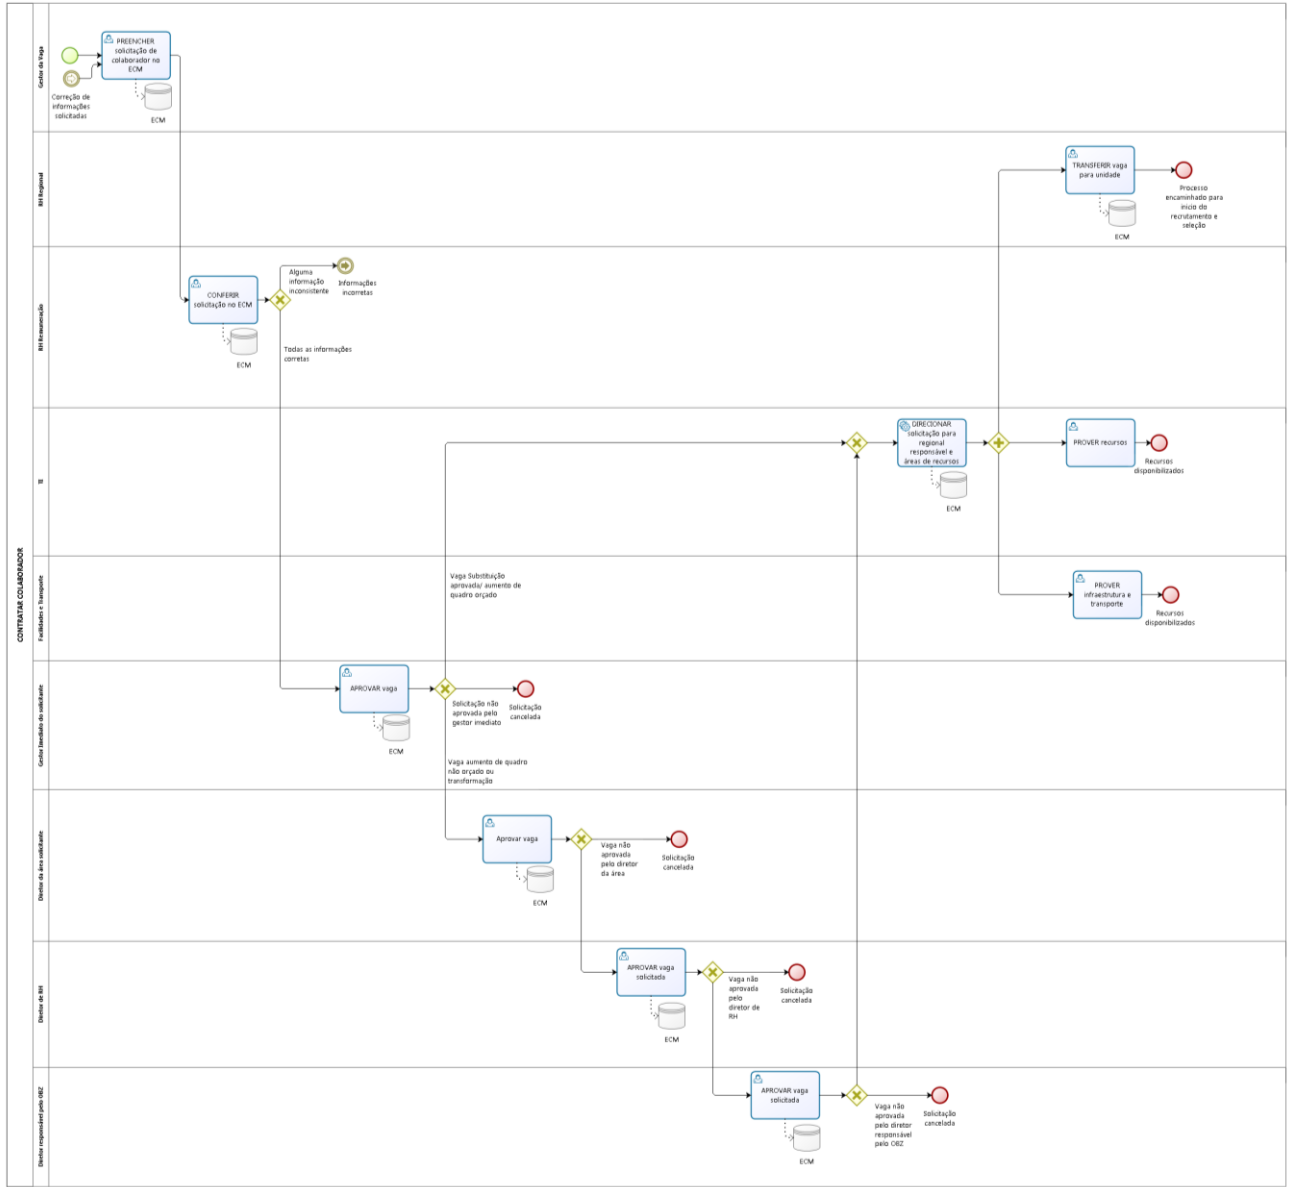 CONTRATAR COLABORADOR
Gestor da Vaga
PREENCHER
solicitação de
colaborador no
ECM
Correção de
informações
solicitadas
ECM
RH Regional
TRANSFERIR vaga
para unidade
ECM
Processo
encaminhado para
inicio do
recrutamento e
seleção
RH Remuneração
CONFERIR
solicitação no ECM
ECM
Alguma
informação
inconsistente
Informações
incorretas
Todas as informações
corretas
TI
DIRECIONAR
solicitação para
regional
responsável e
áreas de recursos
ECM
PROVER recursos
Recursos
disponibilizados
Facilidades e Transporte
Vaga Substituição
aprovada/ aumento de
quadro orçado
PROVER
infraestrutura e
transporte
Recursos
disponibilizados
Gestor imediato do solicitante
APROVAR vaga
ECM
Solicitação não
aprovada pelo
gestor imediato
Solicitação
cancelada
Vaga aumento de quadro
não orçado ou
transformação
Diretor da área solicitante
Aprovar vaga
ECM
Vaga não
aprovada
pelo diretor
da área
Solicitação
cancelada
Diretor de RH
APROVAR vaga
solicitada
ECM
Vaga não
aprovada
pelo
diretor de
RH
Solicitação
cancelada
Diretor responsável pelo OBZ
APROVAR vaga
solicitada
ECM
Vaga não
aprovada
pelo diretor
responsável
pelo OBZ
Solicitação
cancelada